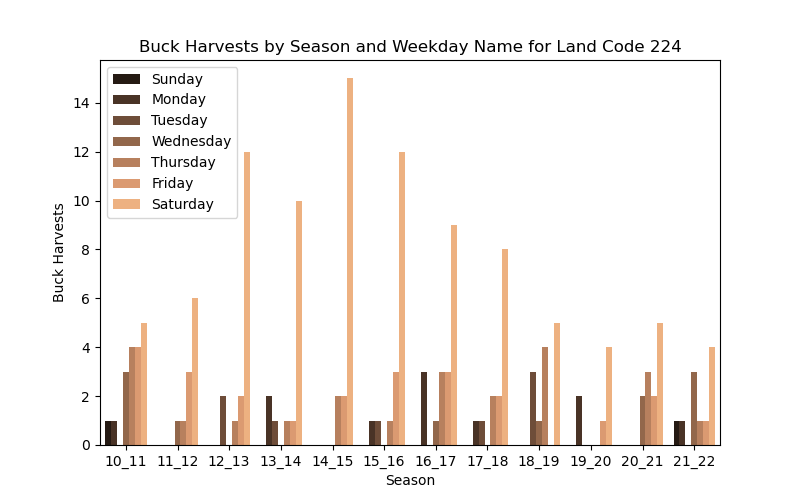 Buck Harvests by Season and Weekday Name for Land Code 224
Sunday
Monday
Tuesday
Wednesday
Thursday
Friday
Saturday
14
12
10
8
6
4
2
0
Buck Harvests
10_11 11_12 12_13 13_14 14_15 15_16 16_17 17_18 18_19 19_20 20_21 21_22
Season